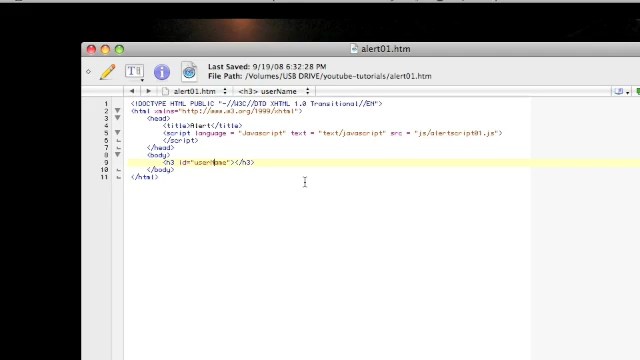 alert01.htm
Last Saved: 9/19/08 6:32:28 PM
File Path: /Volumes/USB DRIVE/youtube-tutorials/alert01.htm
alert01.htm <h3> userName
1 <!DOCTYPE HTML PUBLIC "-//W3C//DTD XHTML 1.0 Transitional//EN">
2 <html xmlns="http://www.w3.org/1999/xhtml">
3 <head>
4 <title>Alert</title>
5 <script language = "Javascript" text = "text/javascript" src = "js/alertscript01.js">
6 </script>
7 </head>
8 <body>
9 <h3 id="userName"></h3>
10 </body>
11 </html>